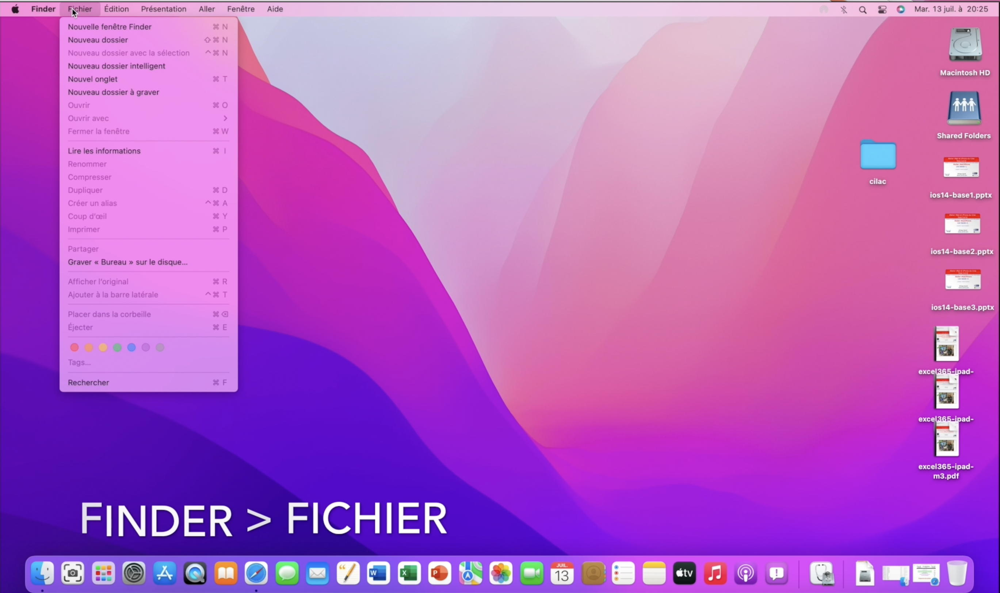 Finder Fichier Édition Présentation Aller Fenêtre Aide
Mar. 13 juil. à 20:25
Nouvelle fenêtre Finder ⌘ N
Nouveau dossier ⇧ ⌘ N
Nouveau dossier avec la sélection ^ ⌘ N
Nouveau dossier intelligent
Nouvel onglet ⌘ T
Nouveau dossier à graver
Ouvrir ⌘ O
Ouvrir avec >
Fermer la fenêtre ⌘ W
Lire les informations ⌘ I
Renommer
Compresser
Dupliquer ⌘ D
Créer un alias ^ ⌘ A
Coup d’œil ⌘ Y
Imprimer ⌘ P
Partager
Graver « Bureau » sur le disque...
Afficher l’original ⌘ R
Ajouter à la barre latérale ^ ⌘ T
Placer dans la corbeille ⌘ ⌫
Éjecter ⌘ E
Tags...
Rechercher ⌘ F
Macintosh HD
Shared Folders
cilac
ios14-base1.pptx
ios14-base2.pptx
ios14-base3.pptx
excel365-ipad-
excel365-ipad-
excel365-ipad-
m3.pdf
FINDER > FICHIER
W
X
P
JUIL.
13
tv